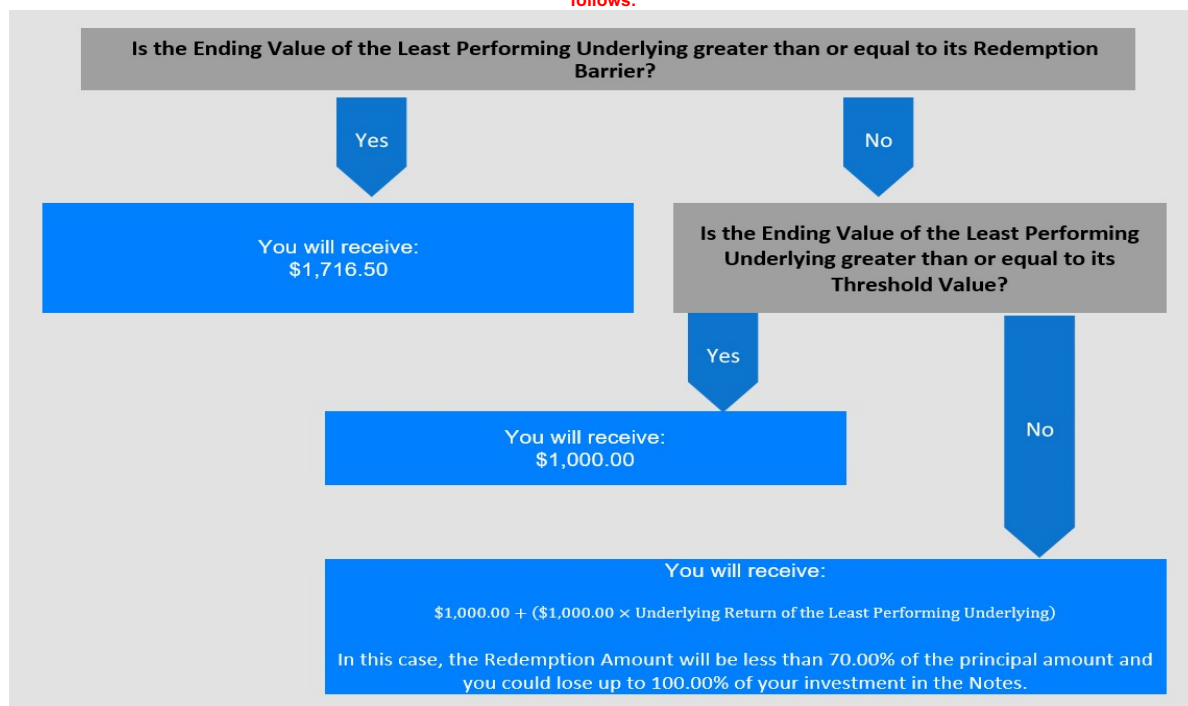 follows:
Is the Ending Value of the Least Performing Underlying greater than or equal to its Redemption
Barrier?
Yes
No
You will receive:
$1,716.50
Is the Ending Value of the Least Performing
Underlying greater than or equal to its
Threshold Value?
Yes
No
You will receive:
$1,000.00
You will receive:
$1,000.00 + ($1,000.00 × Underlying Return of the Least Performing Underlying)
In this case, the Redemption Amount will be less than 70.00% of the principal amount and
you could lose up to 100.00% of your investment in the Notes.